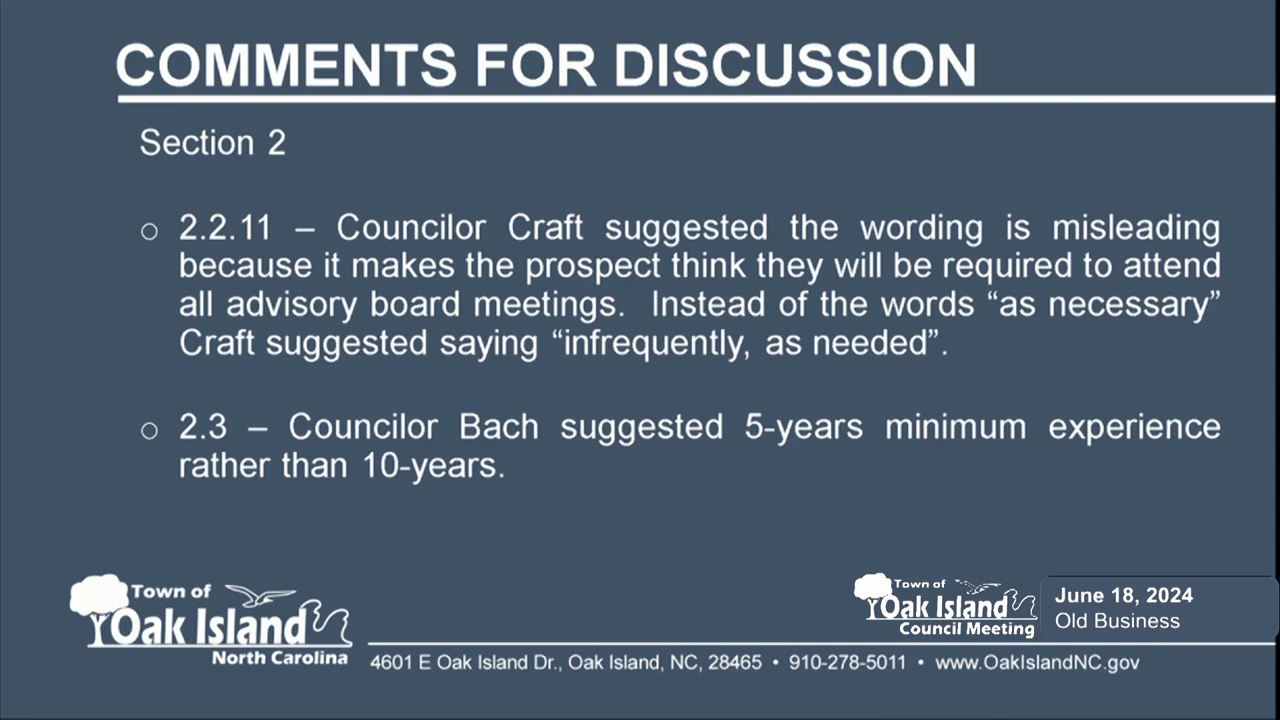 COMMENTS FOR DISCUSSION
Section 2
○ 2.2.11 – Councilor Craft suggested the wording is misleading
because it makes the prospect think they will be required to attend
all advisory board meetings. Instead of the words “as necessary”
Craft suggested saying “infrequently, as needed”.
○ 2.3 – Councilor Bach suggested 5-years minimum experience
rather than 10-years.
Town of
Oak Island
North Carolina
Town of
Oak Island
Council Meeting
June 18, 2024
Old Business
4601 E Oak Island Dr., Oak Island, NC, 28465 • 910-278-5011 • www.OakIslandNC.gov